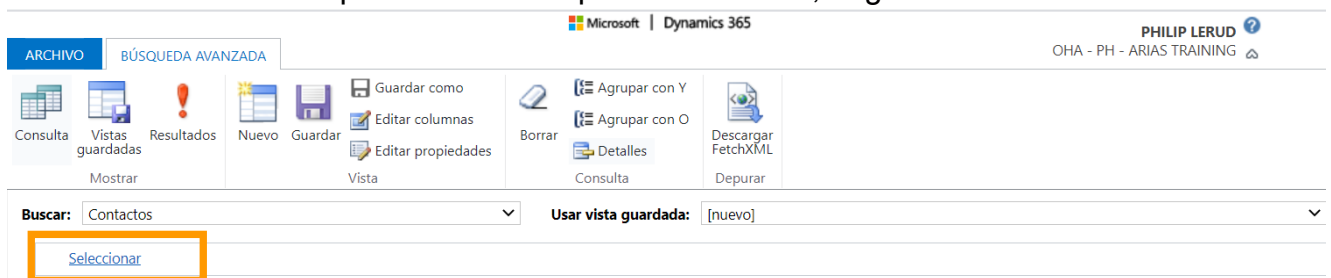 Microsoft | Dynamics 365
PHILIP LERUD
OHA - PH - ARIAS TRAINING
ARCHIVO BÚSQUEDA AVANZADA
Consulta
Vistas guardadas
Resultados
Mostrar
Nuevo
Guardar
Guardar como
Editar columnas
Editar propiedades
Vista
Borrar
Agrupar con Y
Agrupar con O
Detalles
Consulta
Descargar FetchXML
Depurar
Buscar: Contactos Usar vista guardada: [nuevo]
Seleccionar